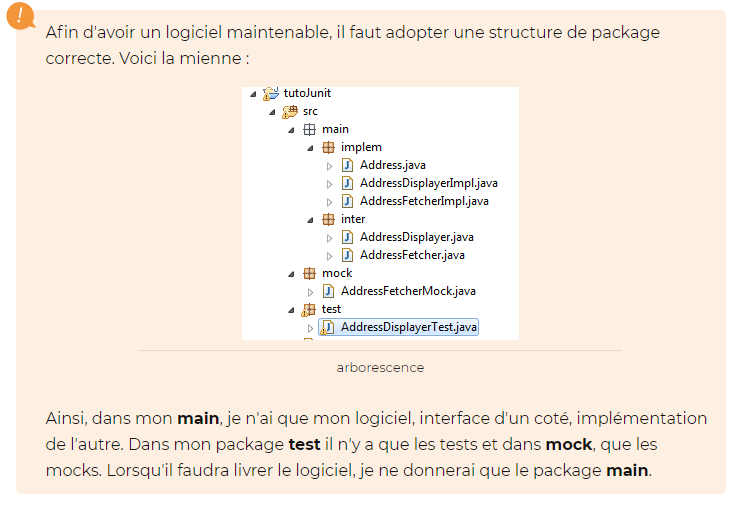 !
Afin d'avoir un logiciel maintenable, il faut adopter une structure de package
correcte. Voici la mienne :
tutoJunit
src
main
implem
Address.java
AddressDisplayerImpl.java
AddressFetcherImpl.java
inter
AddressDisplayer.java
AddressFetcher.java
mock
AddressFetcherMock.java
test
AddressDisplayerTest.java
arborescence
Ainsi, dans mon main, je n'ai que mon logiciel, interface d'un coté, implémentation
de l'autre. Dans mon package test il n'y a que les tests et dans mock, que les
mocks. Lorsqu'il faudra livrer le logiciel, je ne donnerai que le package main.